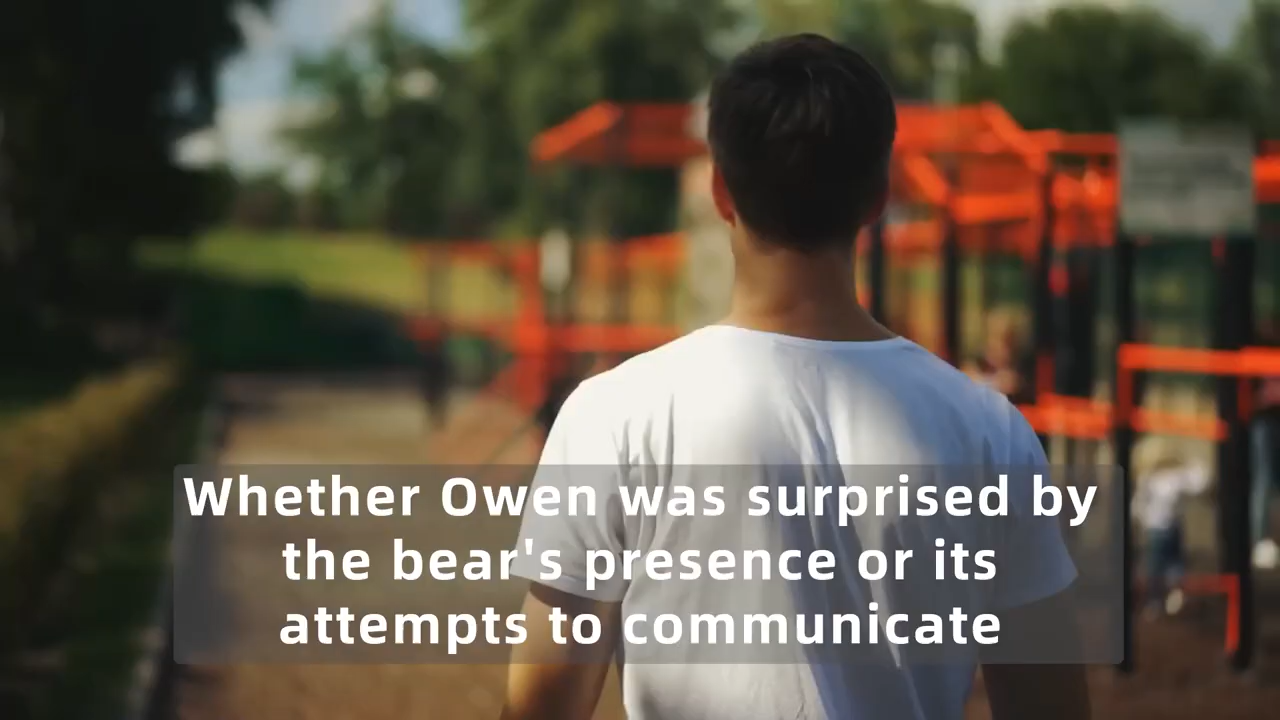 Whether Owen was surprised by
the bear's presence or its
attempts to communicate